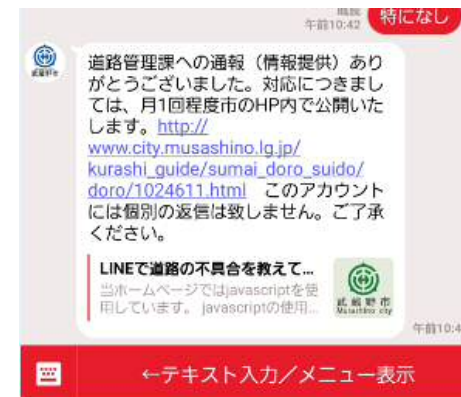 午前10:42
特になし
道路管理課への通報（情報提供）あり
がとうございました。対応につきまし
ては、月1回程度市のHP内で公開いた
します。http://
www.city.musashino.lg.jp/
kurashi_guide/sumai_doro_suido/
doro/1024611.html　このアカウント
には個別の返信は致しません。ご了承
ください。
LINEで道路の不具合を教えて...
当ホームページではjavascriptを使
用しています。 javascriptの使用...
武蔵野市
Musashino city
午前10:4
←テキスト入力／メニュー表示